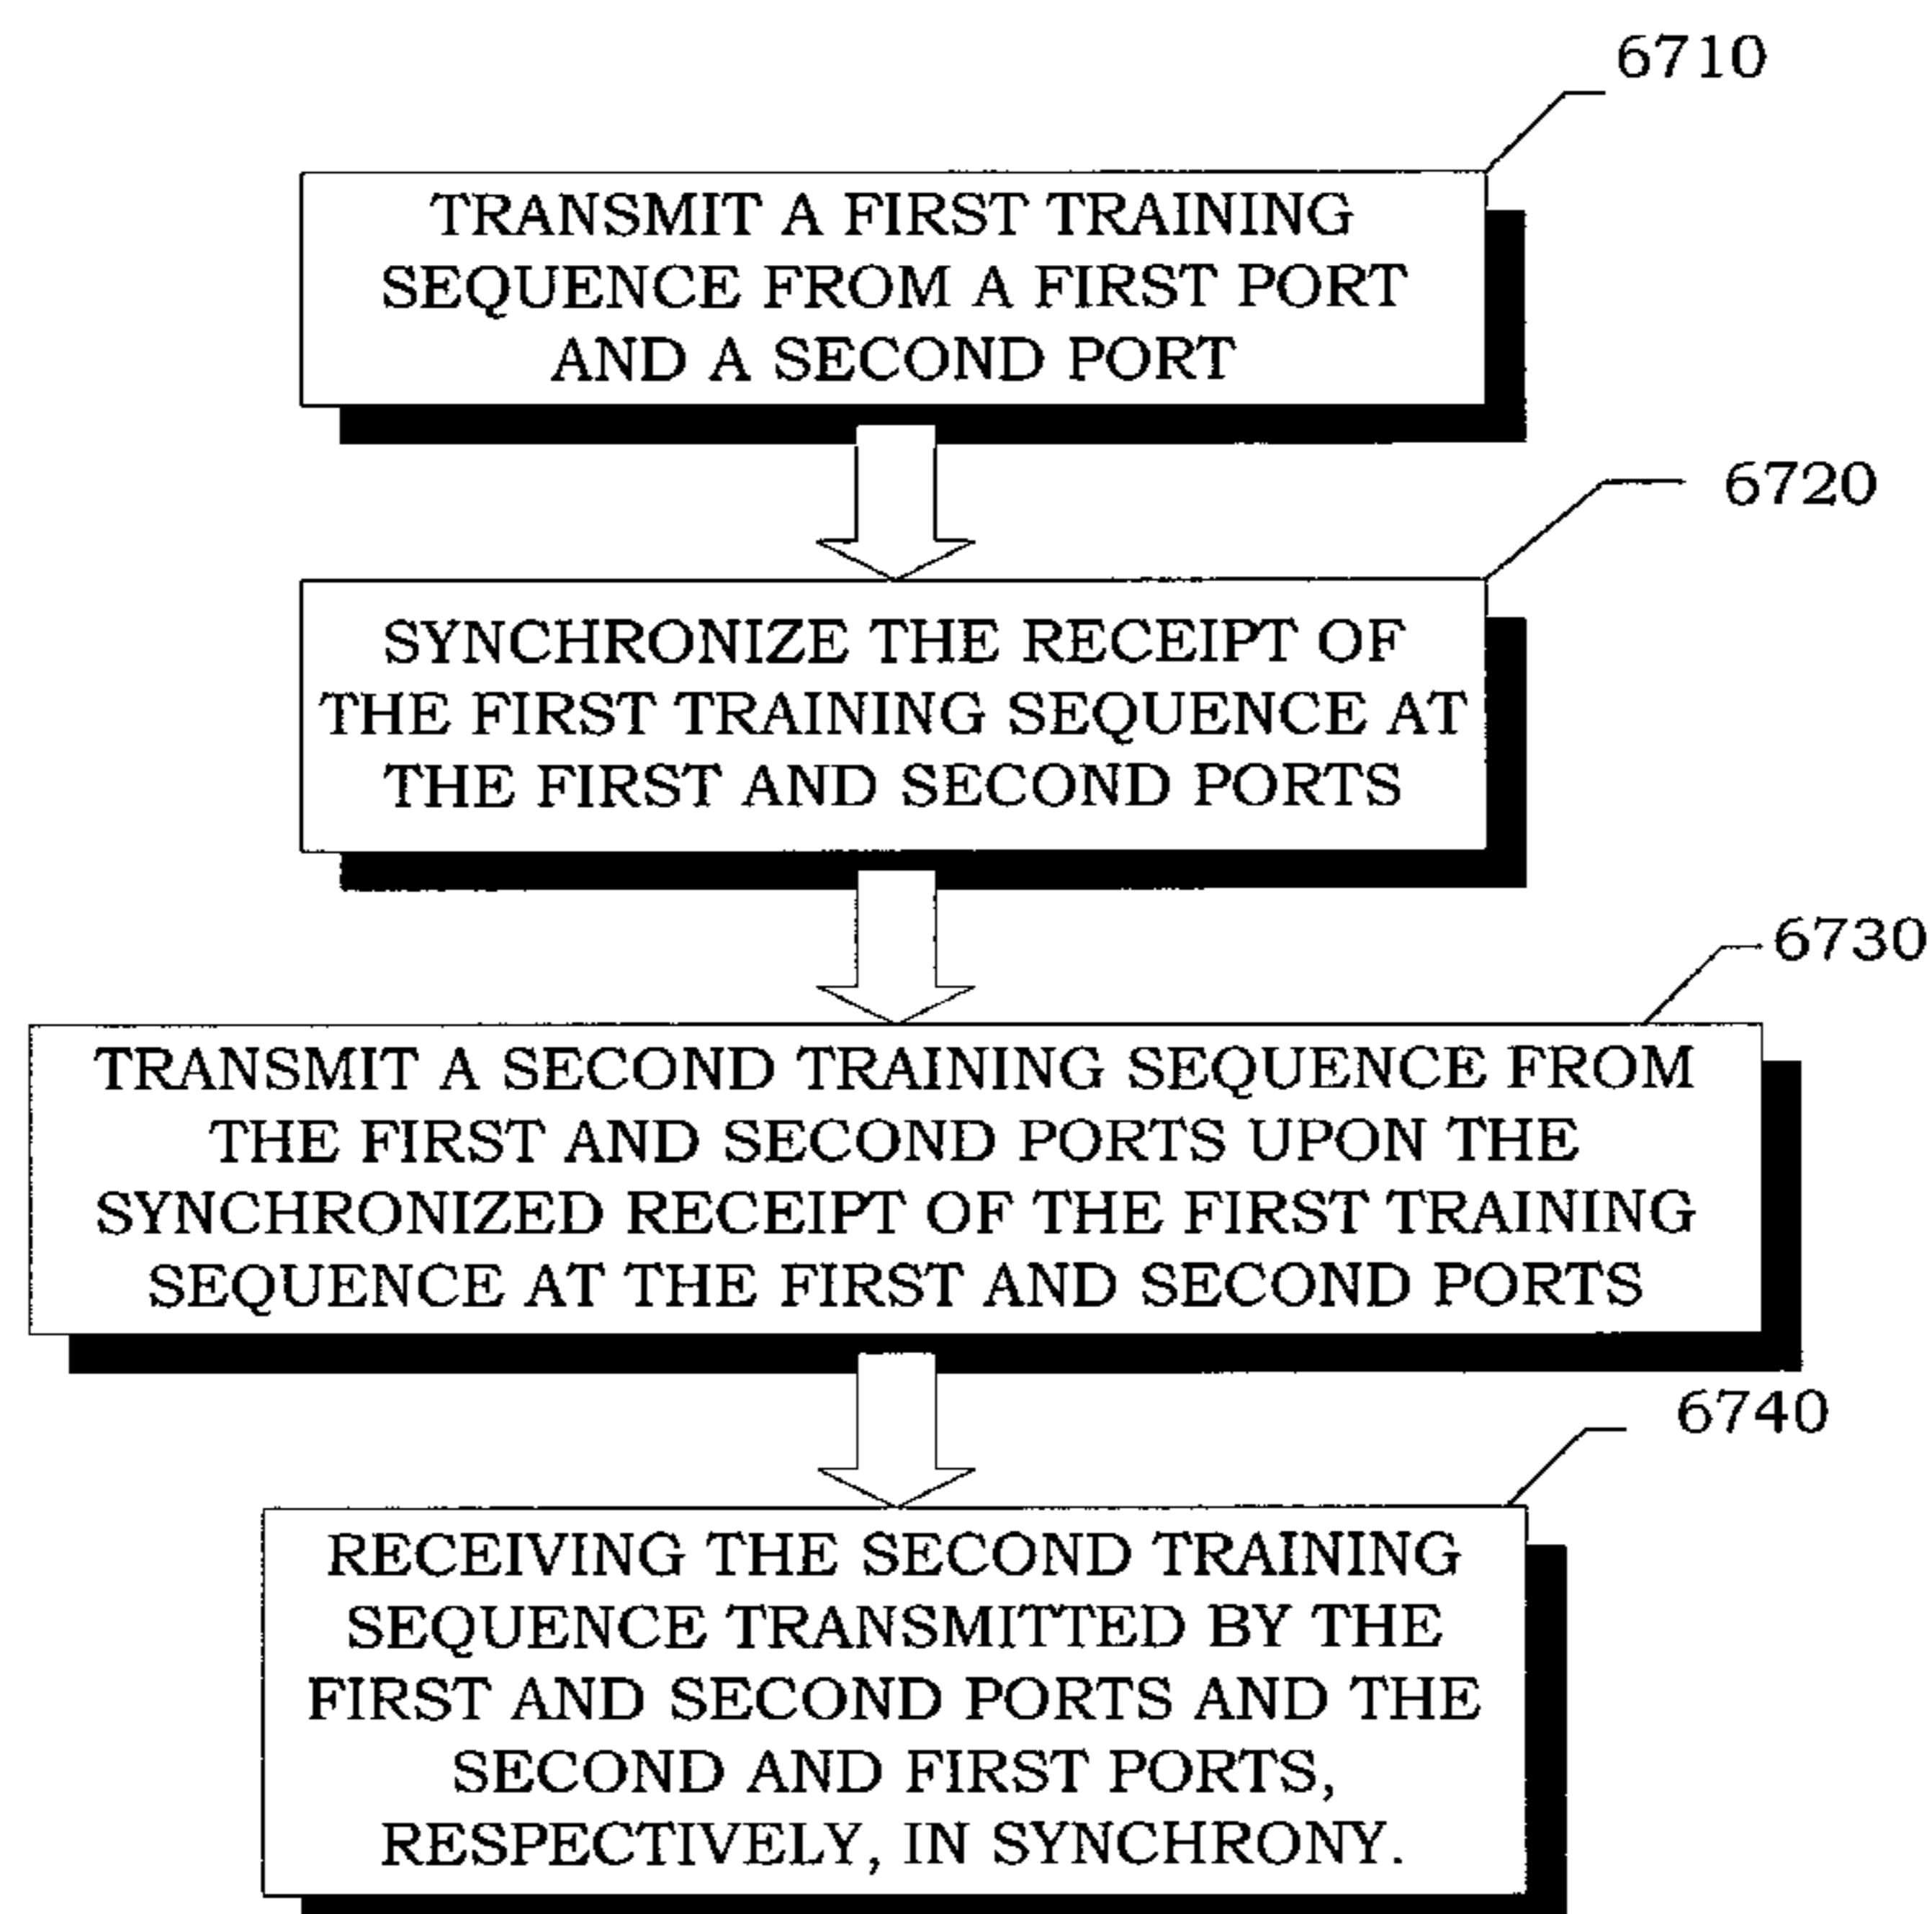 6710
TRANSMIT A FIRST TRAINING
SEQUENCE FROM A FIRST PORT
AND A SECOND PORT
6720
SYNCHRONIZE THE RECEIPT OF
THE FIRST TRAINING SEQUENCE AT
THE FIRST AND SECOND PORTS
6730
TRANSMIT A SECOND TRAINING SEQUENCE FROM
THE FIRST AND SECOND PORTS UPON THE
SYNCHRONIZED RECEIPT OF THE FIRST TRAINING
SEQUENCE AT THE FIRST AND SECOND PORTS
6740
RECEIVING THE SECOND TRAINING
SEQUENCE TRANSMITTED BY THE
FIRST AND SECOND PORTS AND THE
SECOND AND FIRST PORTS,
RESPECTIVELY, IN SYNCHRONY.